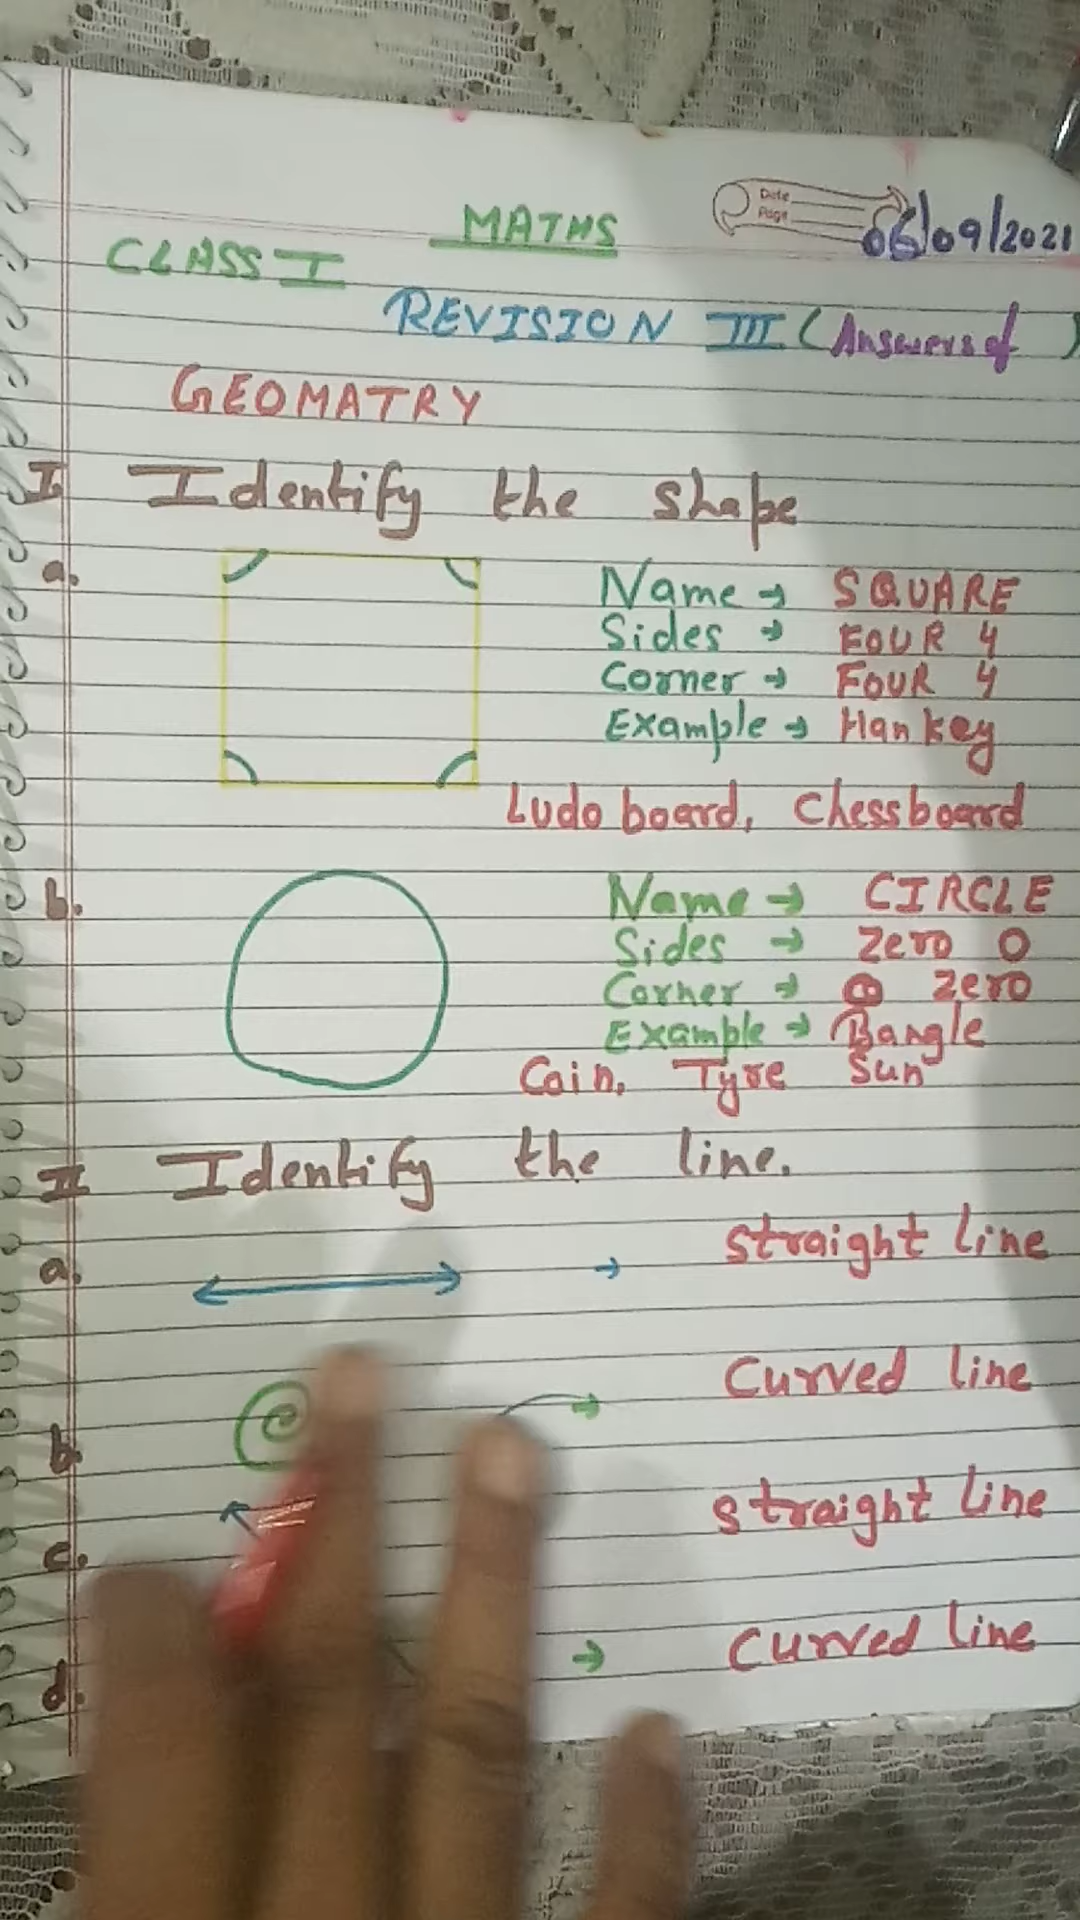 Date
Page
06/09/2021
MATHS
CLASS I
REVISION III (Answers of )
GEOMATRY
I. Identify the shape
a.
Name → SQUARE
Sides → FOUR 4
Corner → FOUR 4
Example → Hankey
Ludo board, Chessboard
b.
Name → CIRCLE
Sides → Zero 0
Corner → Zero
Example → Bangle
Coin, Tyre Sun
II Identify the line.
a. → straight line
b. → Curved line
c. straight line
d. → Curved line